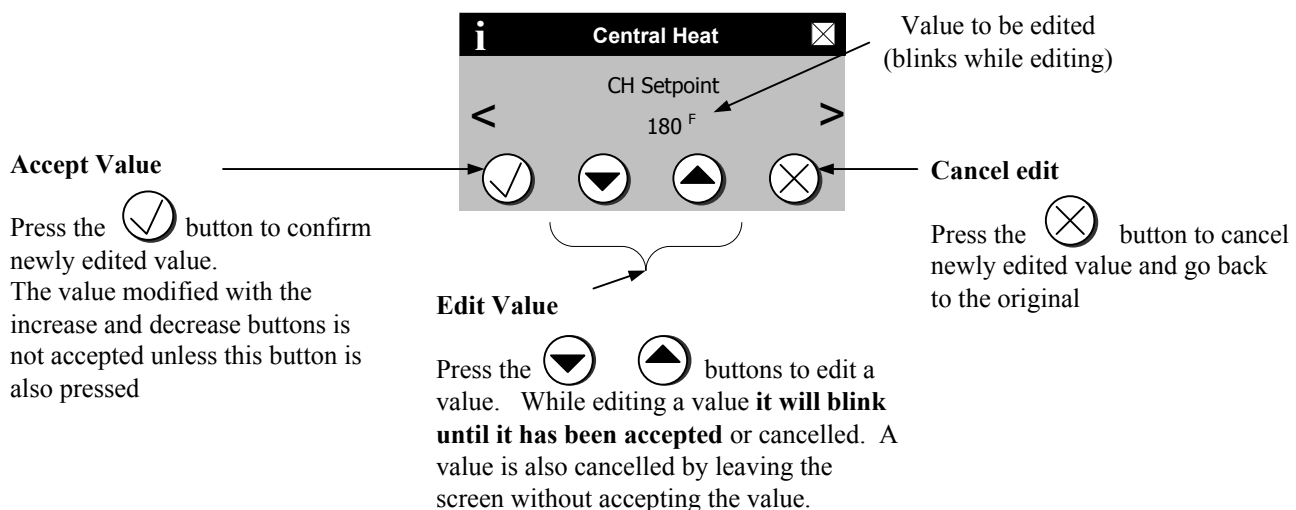 i Central Heat
CH Setpoint
< 180 F >
Value to be edited
(blinks while editing)
Accept Value
Press the button to confirm
newly edited value.
The value modified with the
increase and decrease buttons is
not accepted unless this button is
also pressed
Edit Value
Press the buttons to edit a
value. While editing a value it will blink
until it has been accepted or cancelled. A
value is also cancelled by leaving the
screen without accepting the value.
Cancel edit
Press the button to cancel
newly edited value and go back
to the original